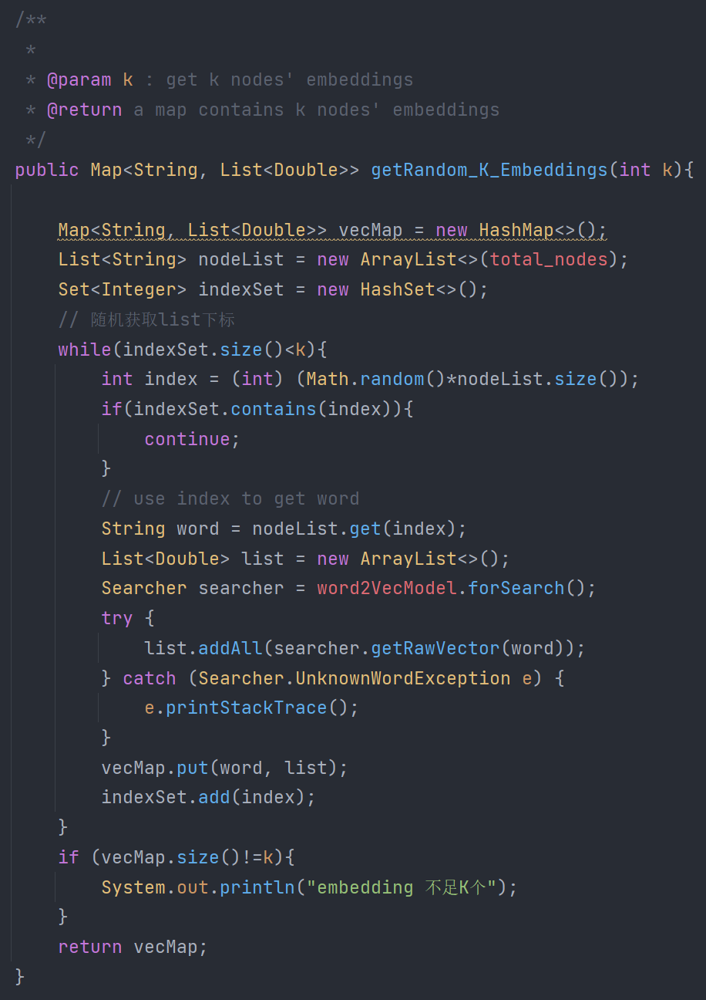 /**
 *
 * @param k : get k nodes' embeddings
 * @return a map contains k nodes' embeddings
 */
public Map<String, List<Double>> getRandom_K_Embeddings(int k){
    Map<String, List<Double>> vecMap = new HashMap<>();
    List<String> nodeList = new ArrayList<>(total_nodes);
    Set<Integer> indexSet = new HashSet<>();
    // 随机获取list下标
    while(indexSet.size()<k){
        int index = (int) (Math.random()*nodeList.size());
        if(indexSet.contains(index)){
            continue;
        }
        // use index to get word
        String word = nodeList.get(index);
        List<Double> list = new ArrayList<>();
        Searcher searcher = word2VecModel.forSearch();
        try {
            list.addAll(searcher.getRawVector(word));
        } catch (Searcher.UnknownWordException e) {
            e.printStackTrace();
        }
        vecMap.put(word, list);
        indexSet.add(index);
    }
    if (vecMap.size()!=k){
        System.out.println("embedding 不足K个");
    }
    return vecMap;
}